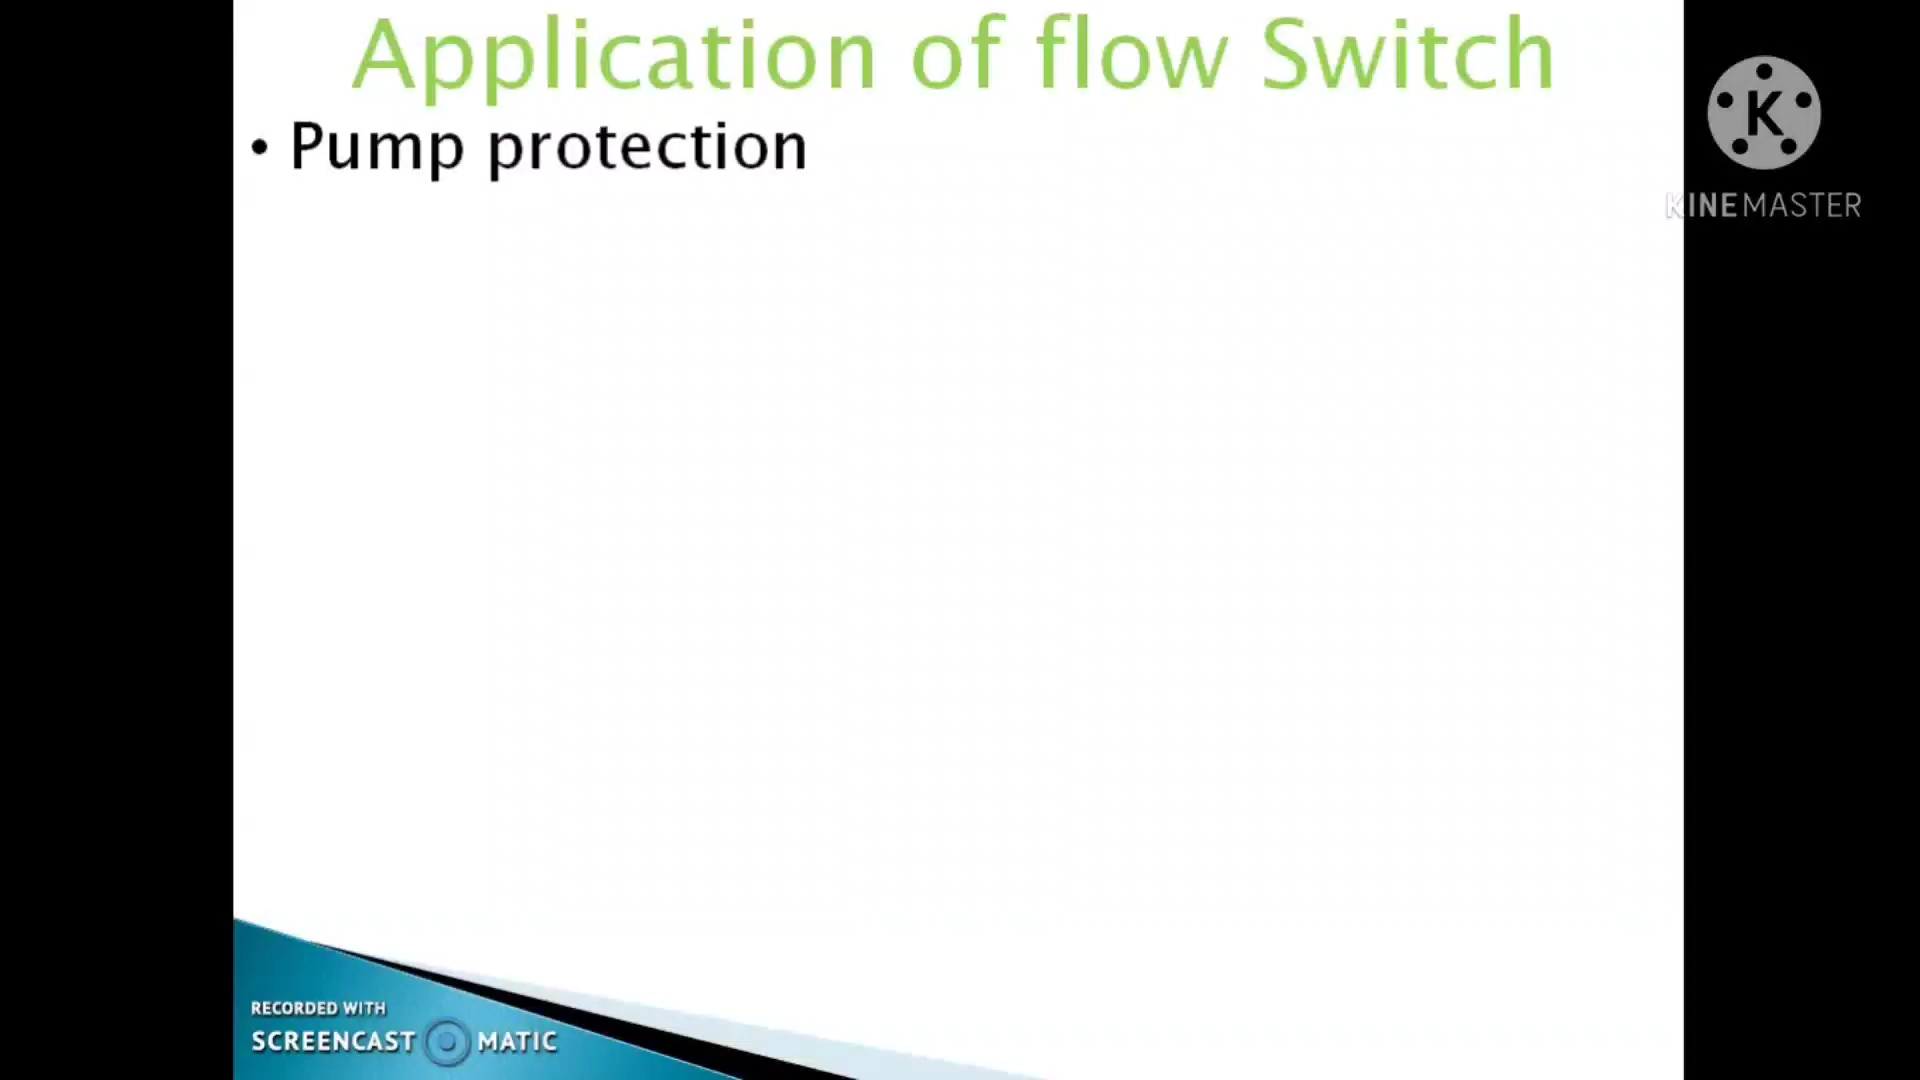 Application of flow Switch
• Pump protection
K
KINEMASTER
RECORDED WITH
SCREENCAST MATIC